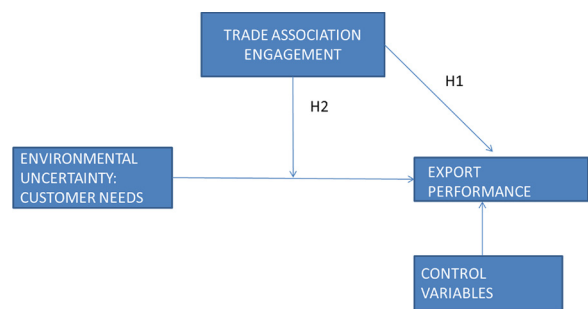 TRADE ASSOCIATION
ENGAGEMENT
H1
H2
ENVIRONMENTAL
UNCERTAINTY:
CUSTOMER NEEDS
EXPORT
PERFORMANCE
CONTROL
VARIABLES